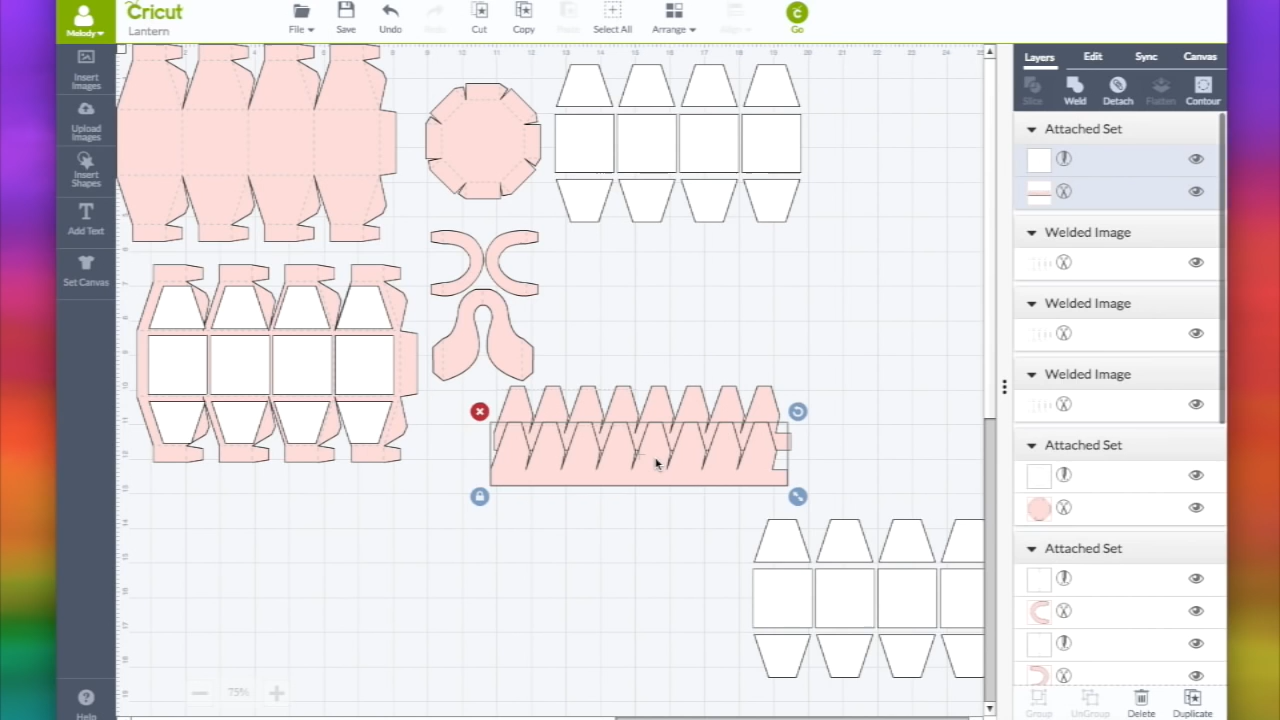 Melody
Cricut
Lantern
File
Save
Undo
Redo
Cut
Copy
Paste
Select All
Arrange
Align
Go
Insert
Images
Upload
Images
Insert
Shapes
Add Text
Set Canvas
Help
75%
Layers
Edit
Sync
Canvas
Slice
Weld
Detach
Flatten
Contour
Attached Set
Welded Image
Welded Image
Welded Image
Attached Set
Attached Set
Group
UnGroup
Delete
Duplicate